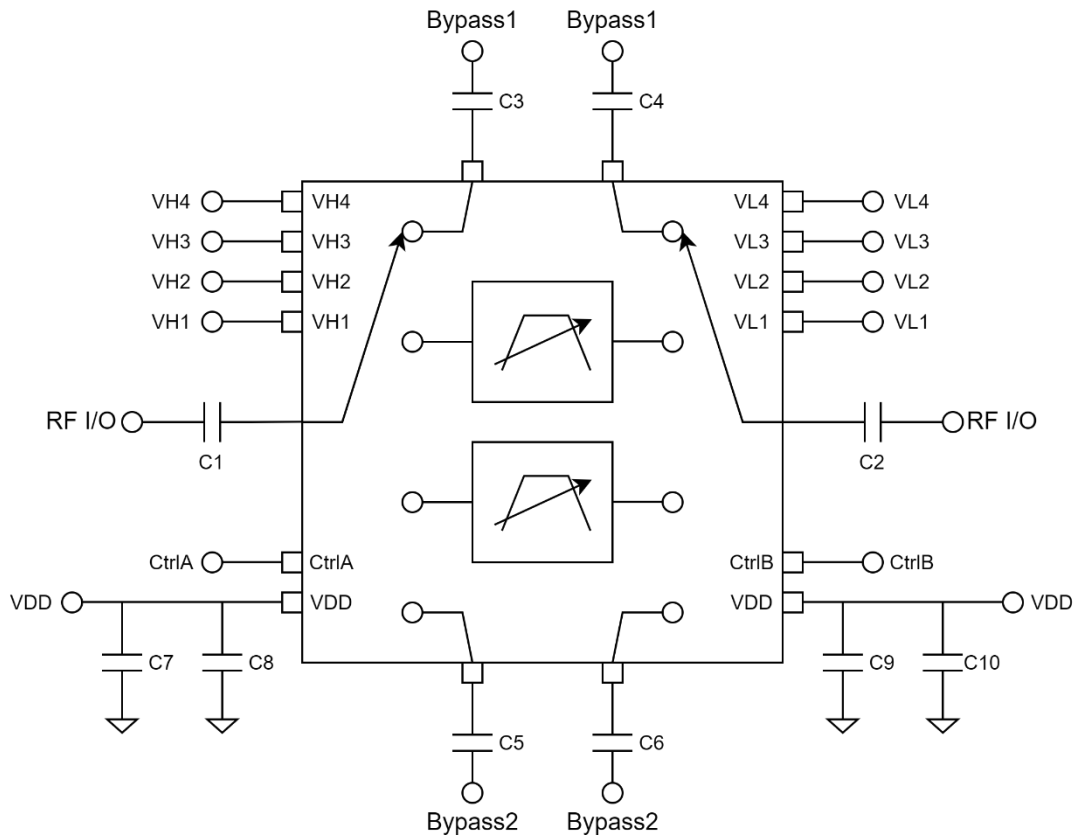 Bypass1 Bypass1
C3 C4
VH4 VH4 VL4 VL4
VH3 VH3 VL3 VL3
VH2 VH2 VL2 VL2
VH1 VH1 VL1 VL1
RF I/O RF I/O
C1 C2
CtrlA CtrlA CtrlB CtrlB
VDD VDD VDD VDD
C7 C8 C9 C10
C5 C6
Bypass2 Bypass2